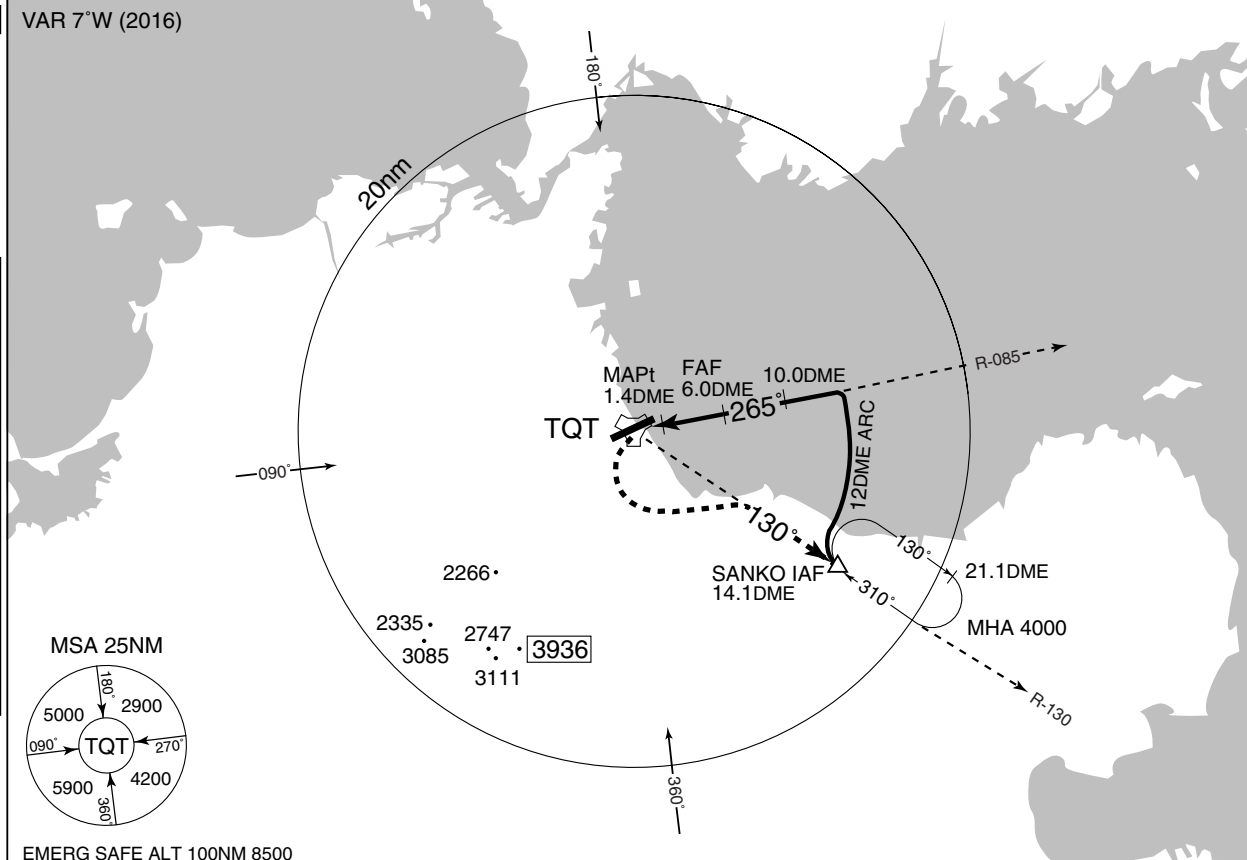 VAR 7°W (2016)
180°
20nm
R-085
MAPt
1.4DME
FAF
6.0DME
10.0DME
265°
TQT
12DME ARC
090°
130°
130°
SANKO IAF
14.1DME
21.1DME
310°
MHA 4000
2266
2335
3085
2747
3936
3111
R-130
360°
MSA 25NM
180°
5000
2900
090°
TQT
270°
5900
4200
360°
EMERG SAFE ALT 100NM 8500